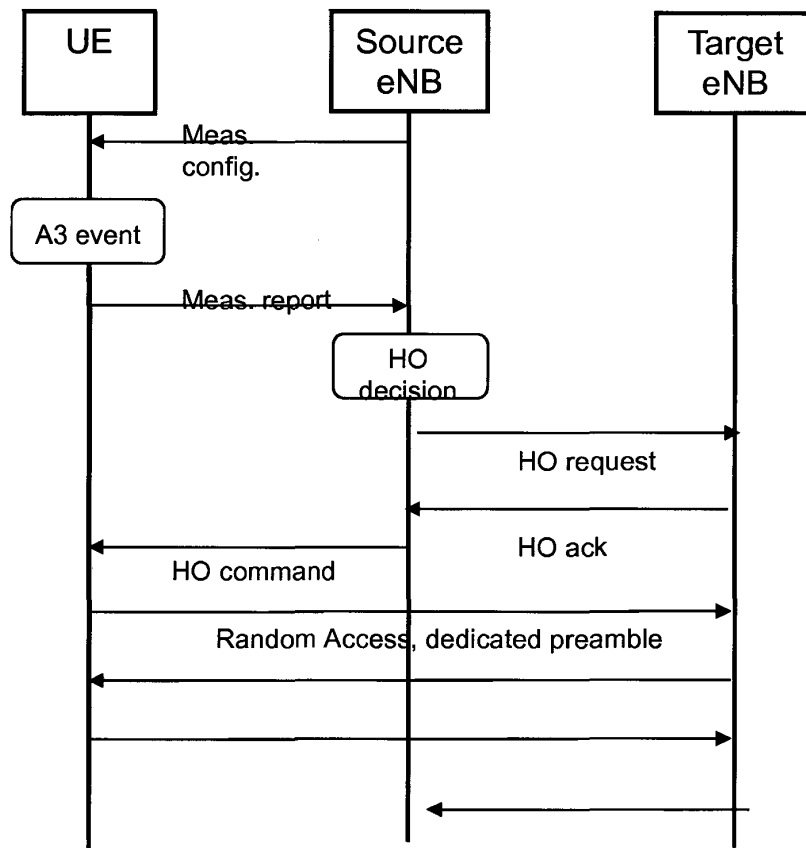 UE
Source
eNB
Target
eNB
Meas.
config.
A3 event
Meas. report
HO
decision
HO request
HO ack
HO command
Random Access, dedicated preamble